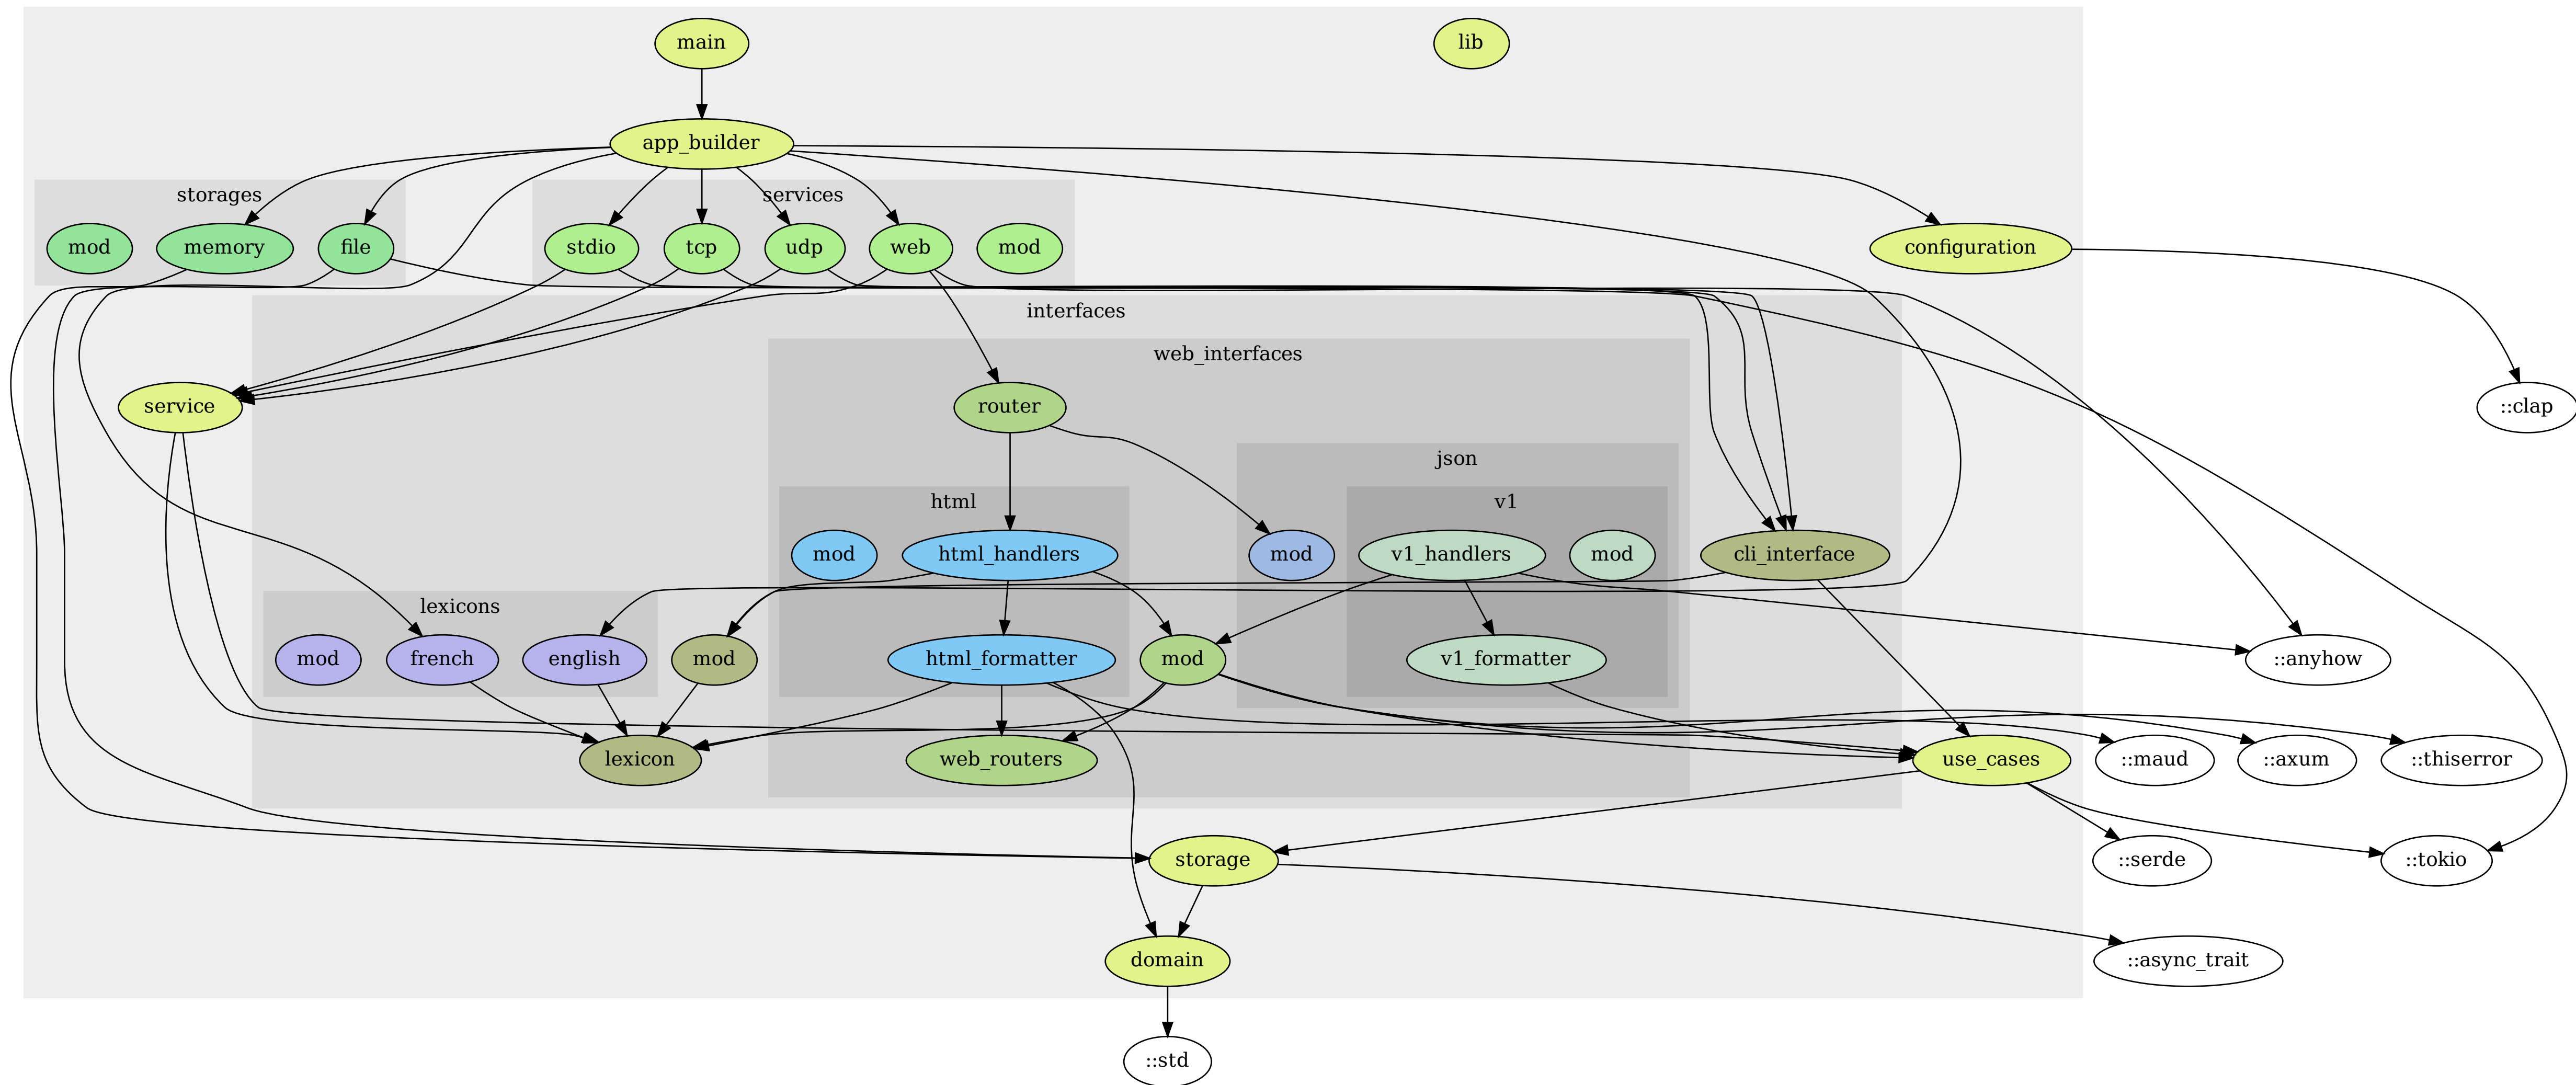 main
lib
app_builder
storages
services
mod
memory
file
stdio
tcp
udp
web
mod
configuration
interfaces
web_interfaces
service
router
::clap
json
html
v1
mod
html_handlers
mod
v1_handlers
mod
cli_interface
lexicons
mod
french
english
mod
html_formatter
mod
v1_formatter
::anyhow
lexicon
web_routers
use_cases
::maud
::axum
::thiserror
storage
::serde
::tokio
domain
::async_trait
::std